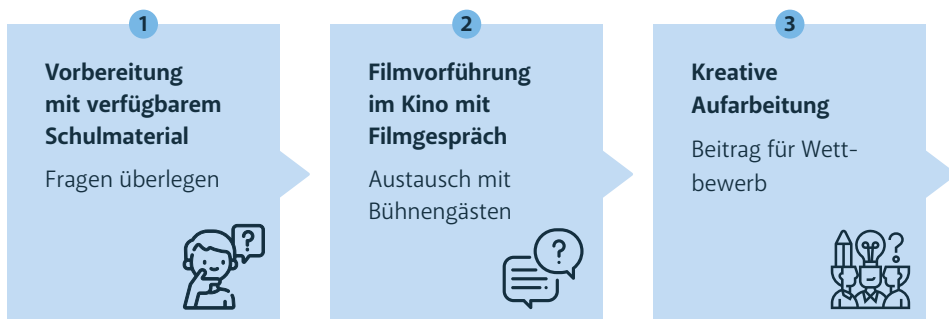 1
Vorbereitung
mit verfügbarem
Schulmaterial
Fragen überlegen
?
2
Filmvorführung
im Kino mit
Filmgespräch
Austausch mit
Bühnengästen
?
3
Kreative
Aufarbeitung
Beitrag für Wett-
bewerb
?